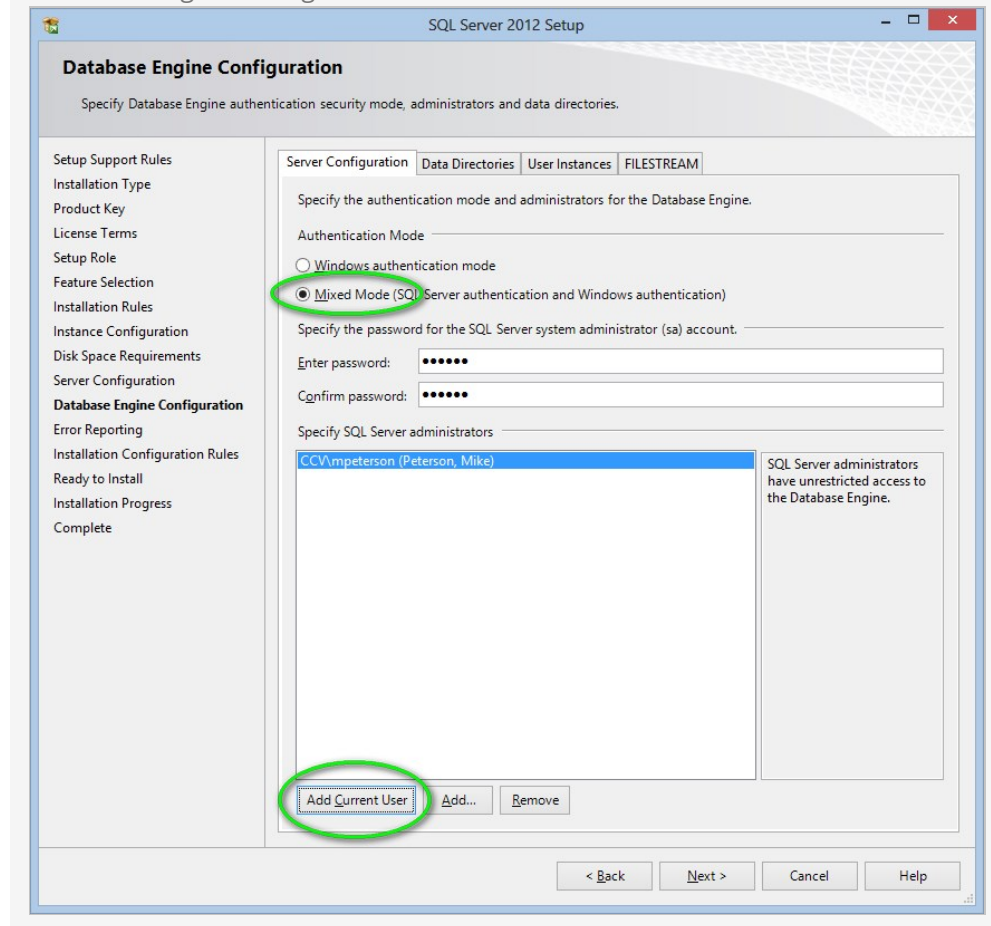 SQL Server 2012 Setup
Database Engine Configuration
Specify Database Engine authentication security mode, administrators and data directories.
Setup Support Rules
Installation Type
Product Key
License Terms
Setup Role
Feature Selection
Installation Rules
Instance Configuration
Disk Space Requirements
Server Configuration
Database Engine Configuration
Error Reporting
Installation Configuration Rules
Ready to Install
Installation Progress
Complete
Server Configuration Data Directories User Instances FILESTREAM
Specify the authentication mode and administrators for the Database Engine.
Authentication Mode
Windows authentication mode
Mixed Mode (SQL Server authentication and Windows authentication)
Specify the password for the SQL Server system administrator (sa) account.
Enter password: ●●●●●●
Confirm password: ●●●●●●
Specify SQL Server administrators
CCV\mpeterson (Peterson, Mike)
SQL Server administrators
have unrestricted access to
the Database Engine.
Add Current User Add... Remove
< Back Next > Cancel Help